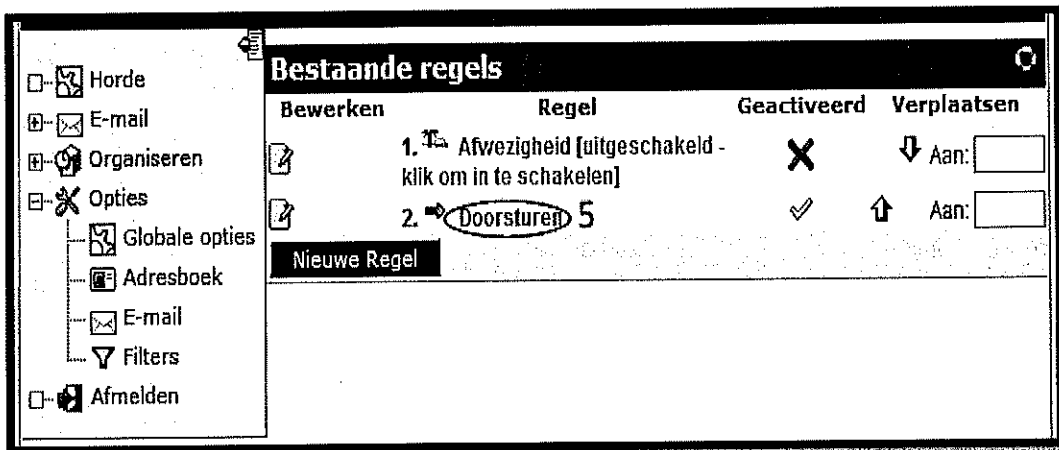 Horde
E-mail
Organiseren
Opties
Globale opties
Adresboek
E-mail
Filters
Afmelden
Bestaande regels
Bewerken Regel Geactiveerd Verplaatsen
1. Afwezigheid [uitgeschakeld - Aan:
klik om in te schakelen]
2. Doorsturen 5 Aan:
Nieuwe Regel